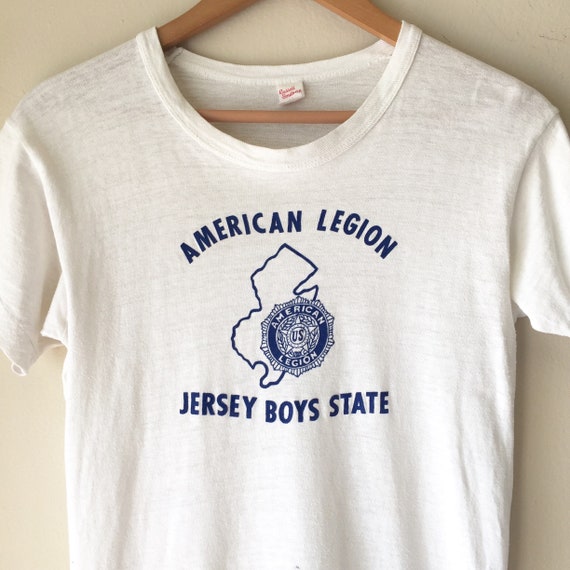 AMERICAN LEGION
AMERICAN
US
LEGION
JERSEY BOYS STATE